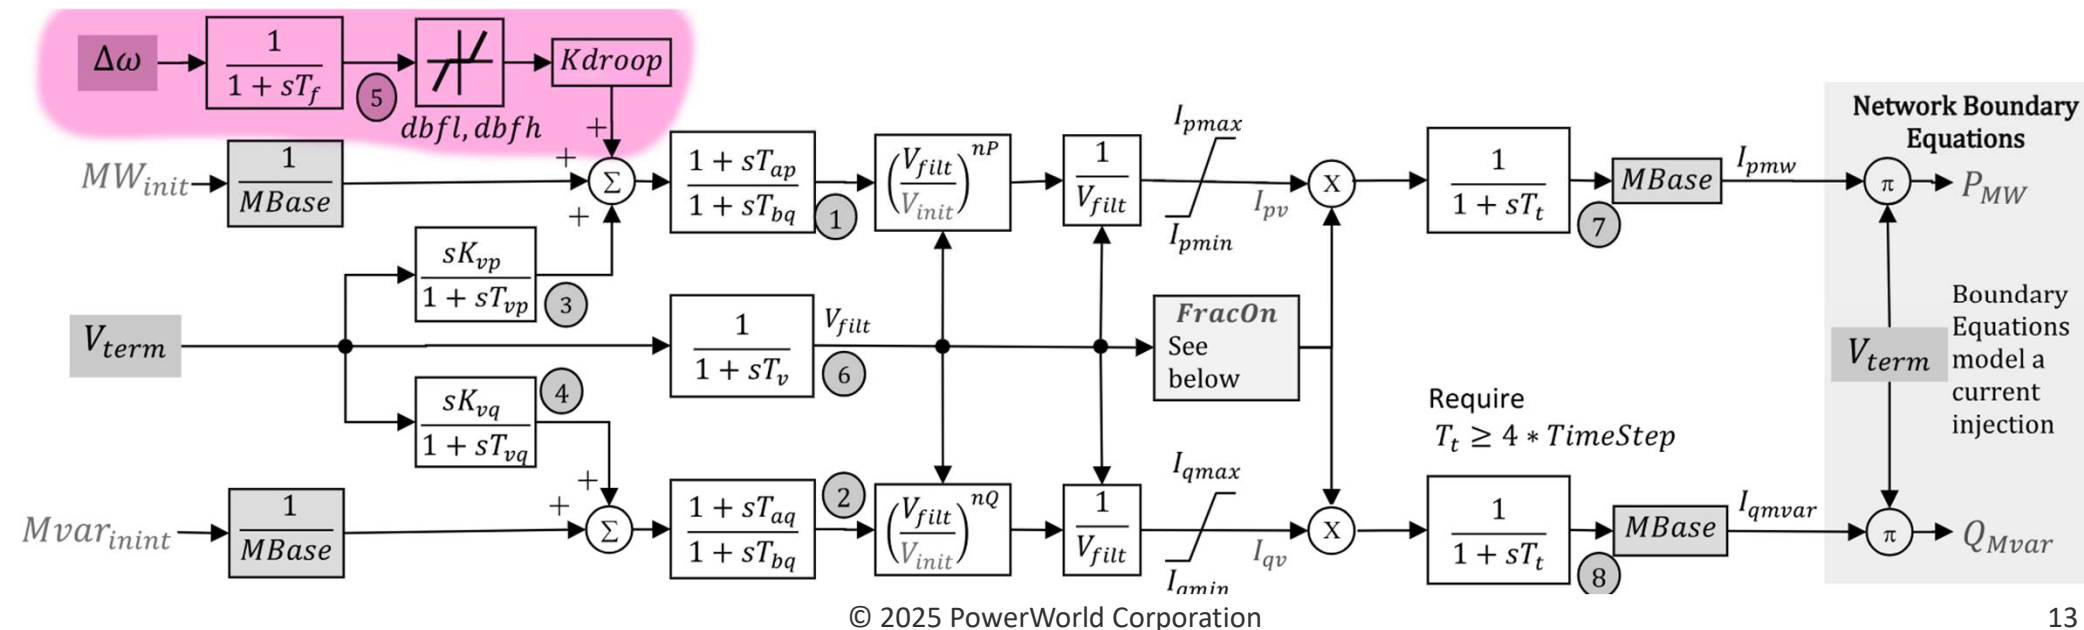 Δω
1
1 + sT_f
5
dbfl, dbfh
Kdroop
+
MW_init
1
MBase
+
+
Σ
1 + sT_ap
1 + sT_bq
1
(V_filt / V_init)^nP
1
V_filt
I_pmax
I_pmin
I_pv
X
1
1 + sT_t
7
MBase
I_pmw
π
P_MW
Network Boundary
Equations
sK_vp
1 + sT_vp
3
V_term
1
1 + sT_v
V_filt
6
FracOn
See
below
V_term
Boundary
Equations
model a
current
injection
sK_vq
1 + sT_vq
4
Require
T_t ≥ 4 * TimeStep
Mvar_inint
1
MBase
+
+
Σ
1 + sT_aq
1 + sT_bq
2
(V_filt / V_init)^nQ
1
V_filt
I_qmax
I_qmin
I_qv
X
1
1 + sT_t
8
MBase
I_qmvar
π
Q_Mvar
© 2025 PowerWorld Corporation
13